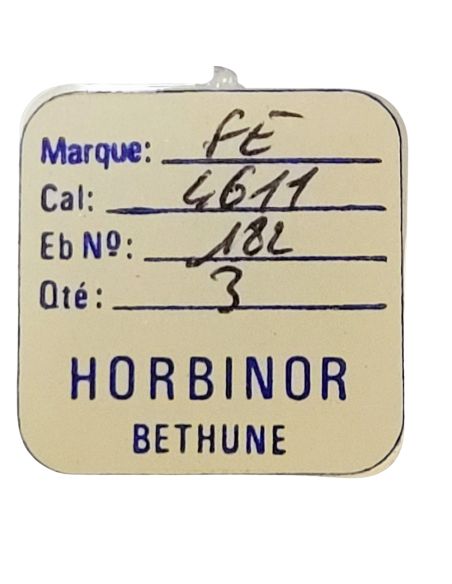 Marque: FE
Cal: 4611
Eb Nº: 182
Qté: 3
HORBINOR
BETHUNE